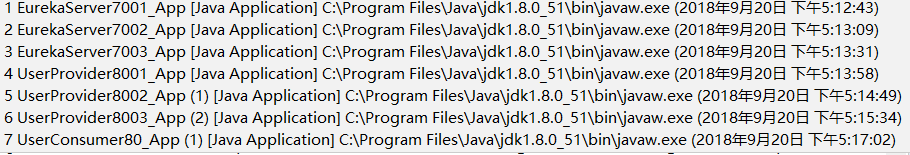 1 EurekaServer7001_App [Java Application] C:\Program Files\Java\jdk1.8.0_51\bin\javaw.exe (2018年9月20日 下午5:12:43)
2 EurekaServer7002_App [Java Application] C:\Program Files\Java\jdk1.8.0_51\bin\javaw.exe (2018年9月20日 下午5:13:09)
3 EurekaServer7003_App [Java Application] C:\Program Files\Java\jdk1.8.0_51\bin\javaw.exe (2018年9月20日 下午5:13:31)
4 UserProvider8001_App [Java Application] C:\Program Files\Java\jdk1.8.0_51\bin\javaw.exe (2018年9月20日 下午5:13:58)
5 UserProvider8002_App (1) [Java Application] C:\Program Files\Java\jdk1.8.0_51\bin\javaw.exe (2018年9月20日 下午5:14:49)
6 UserProvider8003_App (2) [Java Application] C:\Program Files\Java\jdk1.8.0_51\bin\javaw.exe (2018年9月20日 下午5:15:34)
7 UserConsumer80_App (1) [Java Application] C:\Program Files\Java\jdk1.8.0_51\bin\javaw.exe (2018年9月20日 下午5:17:02)